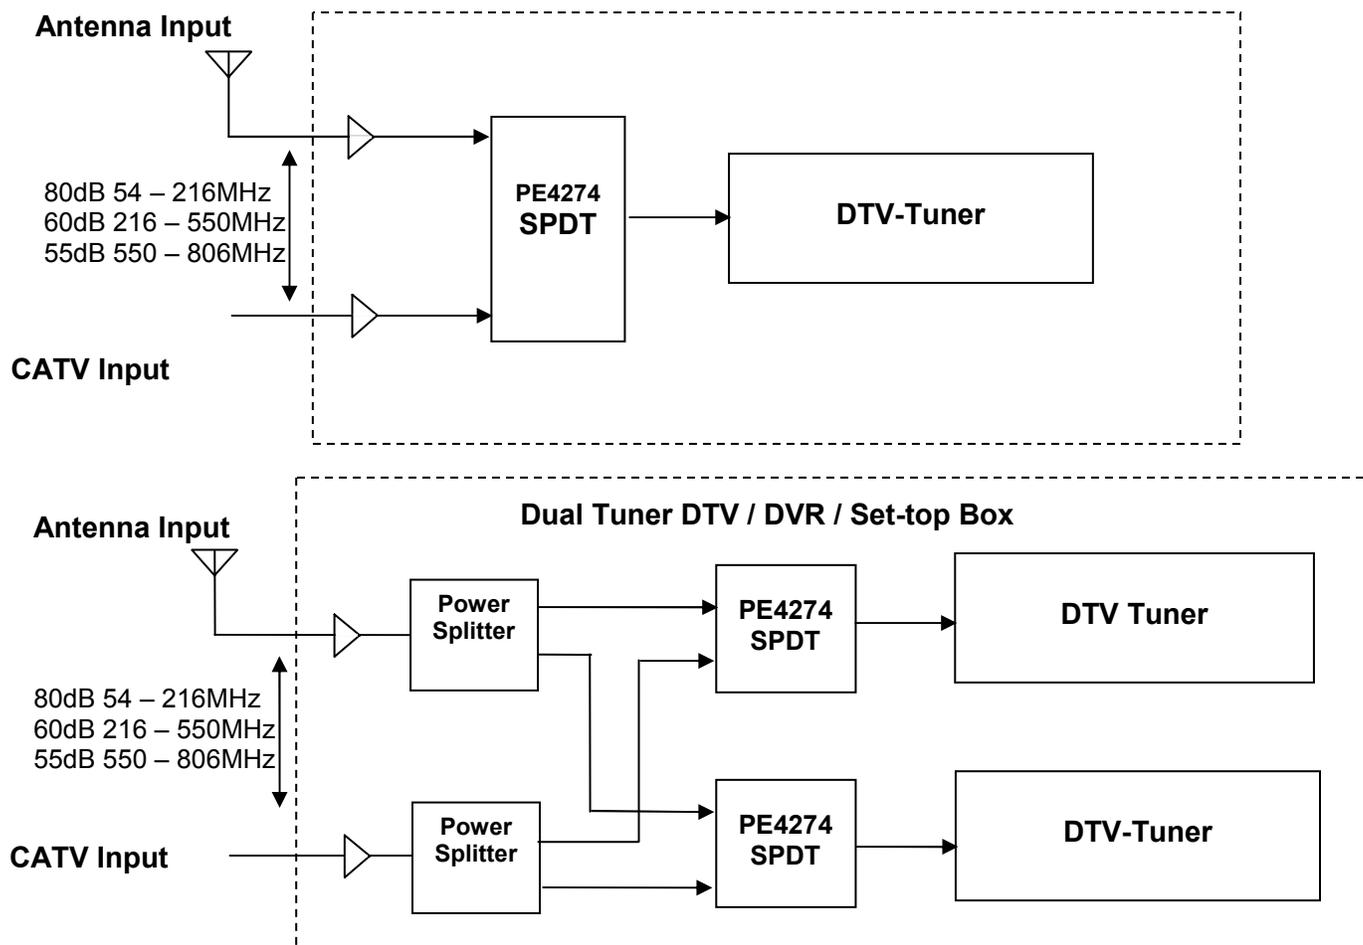 Antenna Input
80dB 54 – 216MHz
60dB 216 – 550MHz
55dB 550 – 806MHz
PE4274
SPDT
DTV-Tuner
CATV Input
Dual Tuner DTV / DVR / Set-top Box
Antenna Input
Power
Splitter
PE4274
SPDT
DTV Tuner
80dB 54 – 216MHz
60dB 216 – 550MHz
55dB 550 – 806MHz
CATV Input
Power
Splitter
PE4274
SPDT
DTV-Tuner